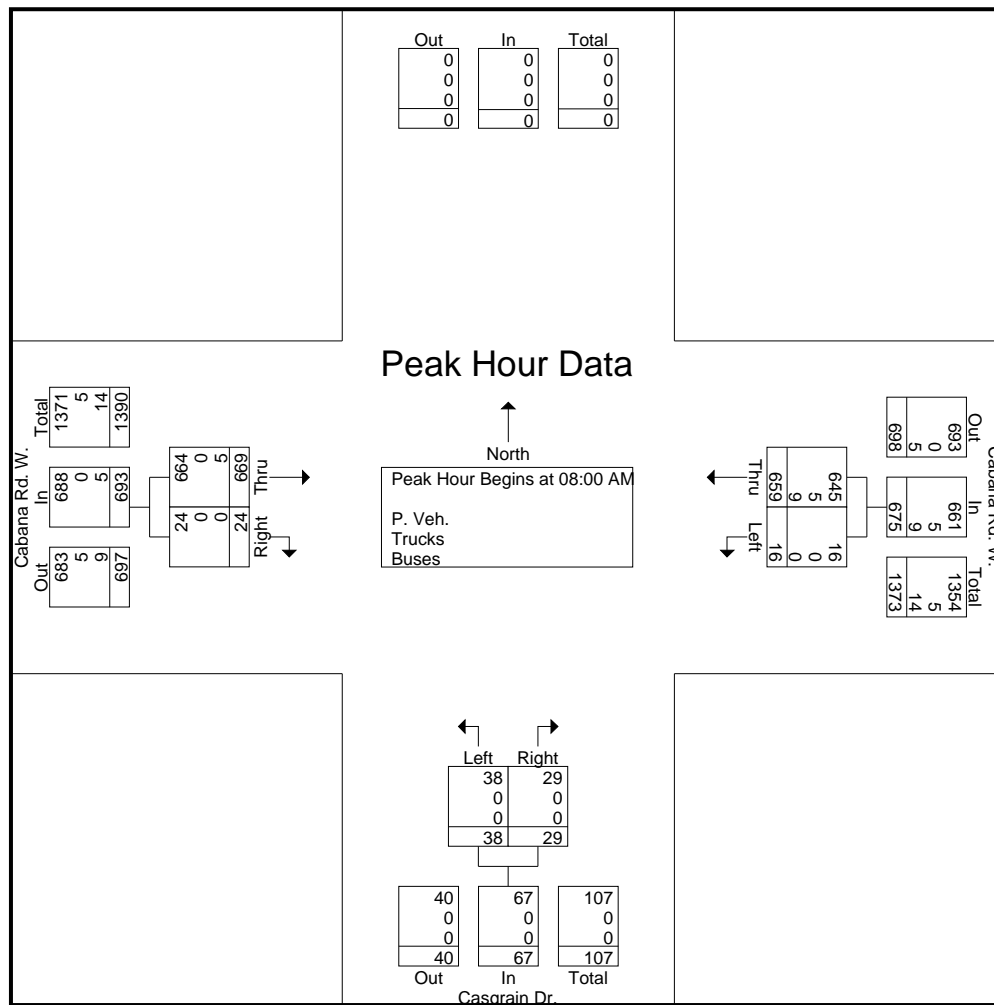 Out In Total
0 0 0
0 0 0
0 0 0
0 0 0
Peak Hour Data
North
Peak Hour Begins at 08:00 AM
P. Veh.
Trucks
Buses
Cabana Rd. W.
Out In Total
683 688 1371
5 0 5
9 5 14
697 693 1390
Right Thru
24 664
0 0
0 5
24 669
Cabana Rd. W.
Out In Total
693 661 1354
0 5 5
5 9 14
698 675 1373
Thru Left
645 16
5 0
9 0
659 16
Left Right
38 29
0 0
0 0
38 29
40 67 107
0 0 0
0 0 0
40 67 107
Out In Total
Casgrain Dr.